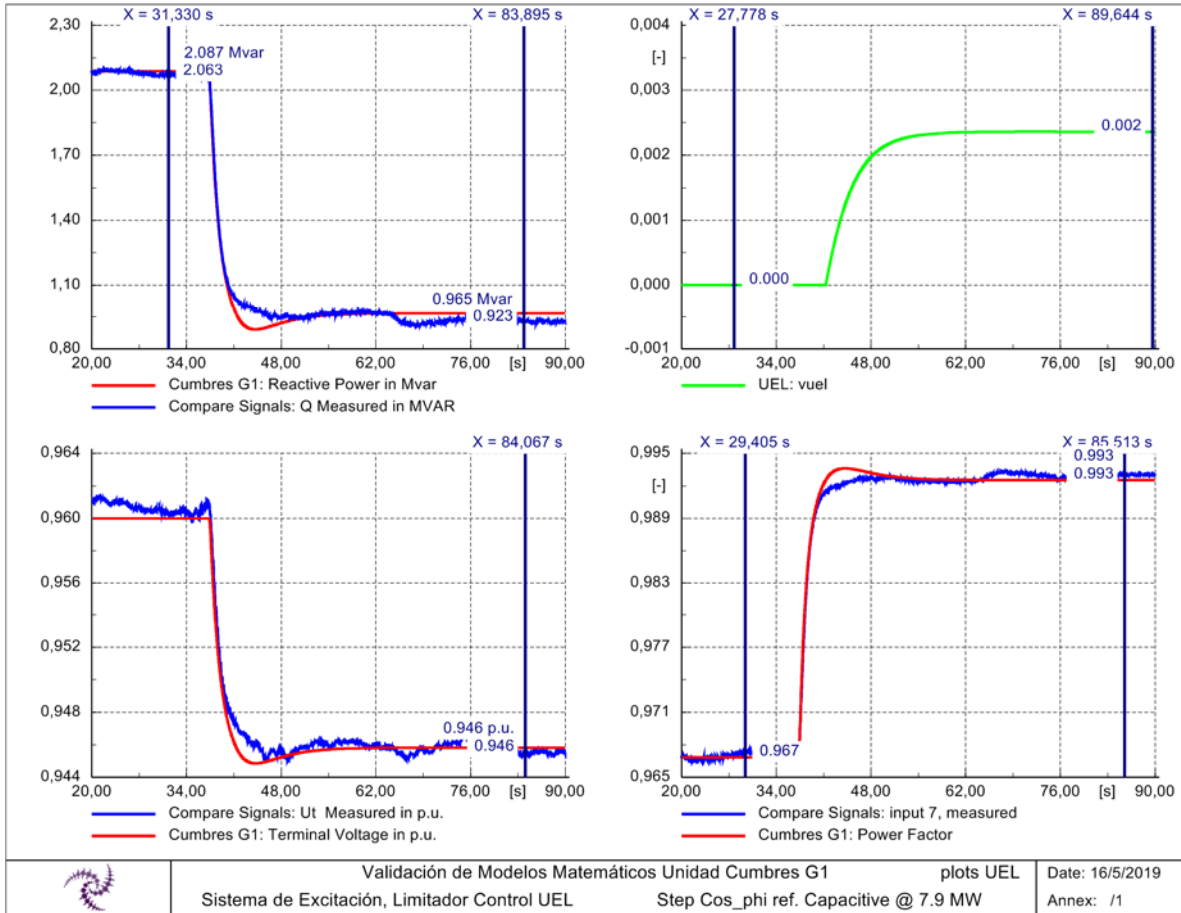 X = 31,330 s
X = 83,895 s
2,30
2,00
1,70
1,40
1,10
0,80
2.087 Mvar
2.063
0.965 Mvar
0.923
20,00
34,00
48,00
62,00
76,00
[s]
90,00
Cumbres G1: Reactive Power in Mvar
Compare Signals: Q Measured in MVAR
X = 27,778 s
X = 89,644 s
0,004
[-]
0,003
0,002
0,001
0,000
-0,001
0.002
0.000
20,00
34,00
48,00
62,00
76,00
[s]
90,00
UEL: vuel
X = 84,067 s
0,964
0,960
0,956
0,952
0,948
0,944
0.946 p.u.
0.946
20,00
34,00
48,00
62,00
76,00
[s]
90,00
Compare Signals: Ut Measured in p.u.
Cumbres G1: Terminal Voltage in p.u.
X = 29,405 s
X = 85,513 s
0,995
[-]
0,989
0,983
0,977
0,971
0,965
0.993
0.993
0.967
20,00
34,00
48,00
62,00
76,00
[s]
90,00
Compare Signals: input 7, measured
Cumbres G1: Power Factor
Validación de Modelos Matemáticos Unidad Cumbres G1 plots UEL
Sistema de Excitación, Limitador Control UEL Step Cos_phi ref. Capacitive @ 7.9 MW
Date: 16/5/2019
Annex: /1